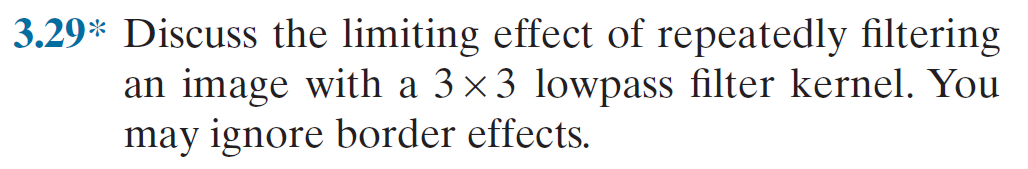 3.29* Discuss the limiting effect of repeatedly filtering
an image with a 3×3 lowpass filter kernel. You
may ignore border effects.